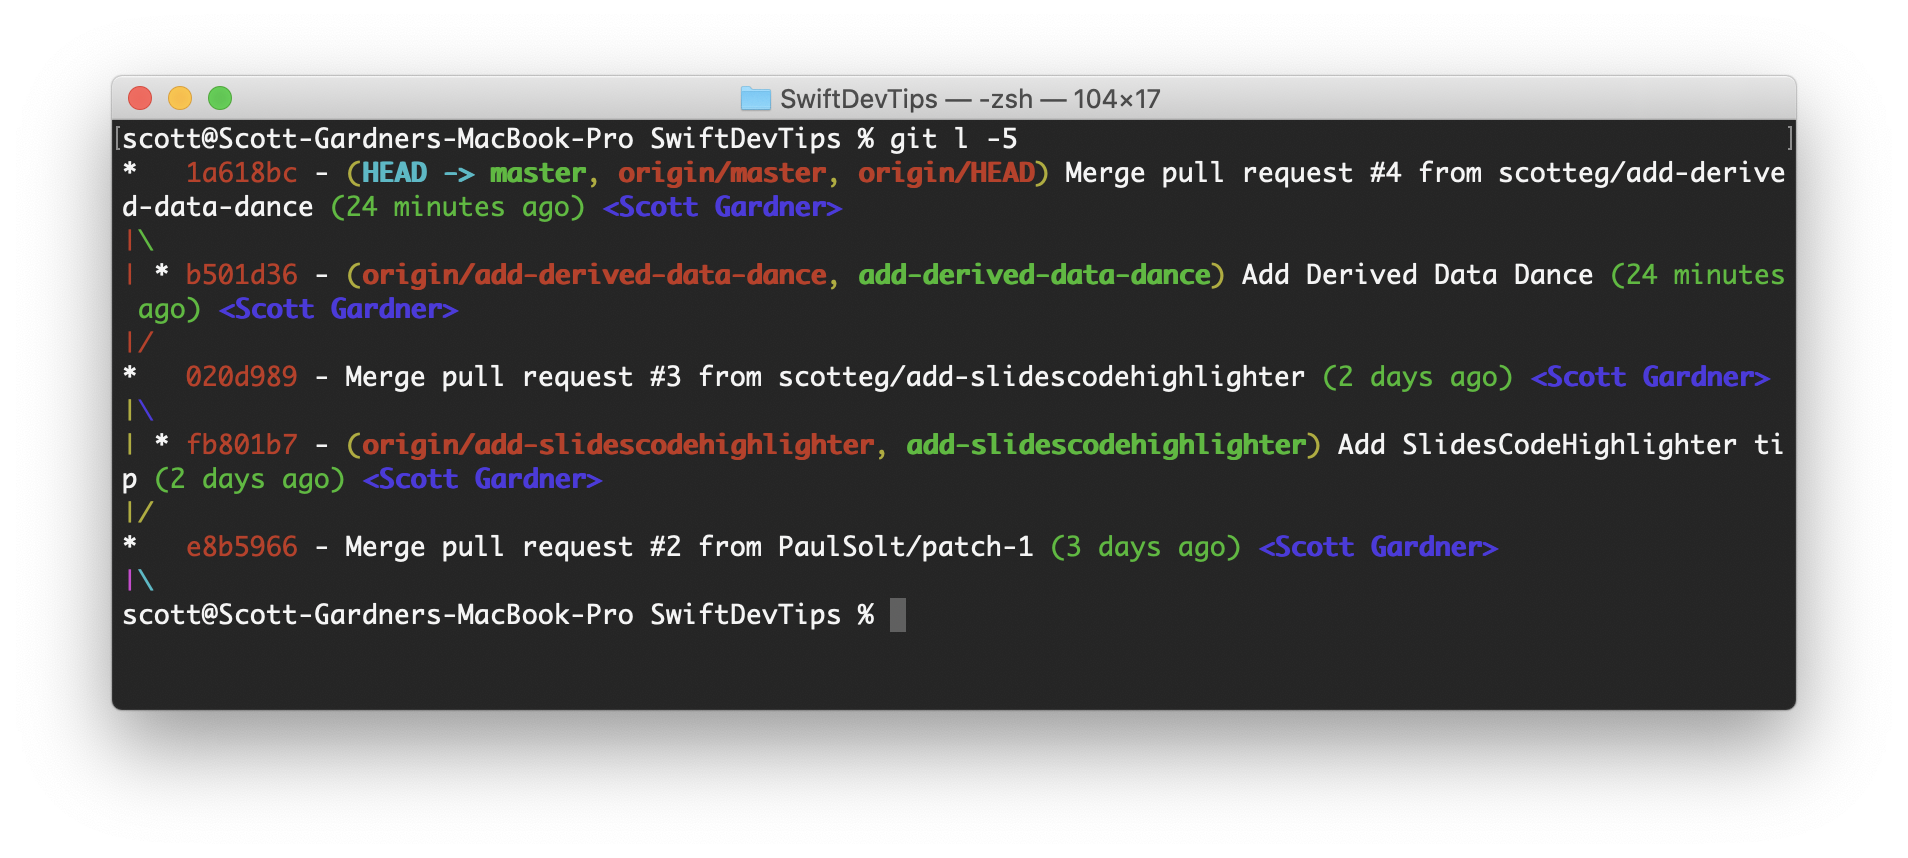 SwiftDevTips — -zsh — 104×17
[scott@Scott-Gardners-MacBook-Pro SwiftDevTips % git l -5 ]
*   1a618bc - (HEAD -> master, origin/master, origin/HEAD) Merge pull request #4 from scotteg/add-derive
d-data-dance (24 minutes ago) <Scott Gardner>
|\
| * b501d36 - (origin/add-derived-data-dance, add-derived-data-dance) Add Derived Data Dance (24 minutes
 ago) <Scott Gardner>
|/
*   020d989 - Merge pull request #3 from scotteg/add-slidescodehighlighter (2 days ago) <Scott Gardner>
|\
| * fb801b7 - (origin/add-slidescodehighlighter, add-slidescodehighlighter) Add SlidesCodeHighlighter ti
p (2 days ago) <Scott Gardner>
|/
*   e8b5966 - Merge pull request #2 from PaulSolt/patch-1 (3 days ago) <Scott Gardner>
|\
scott@Scott-Gardners-MacBook-Pro SwiftDevTips %